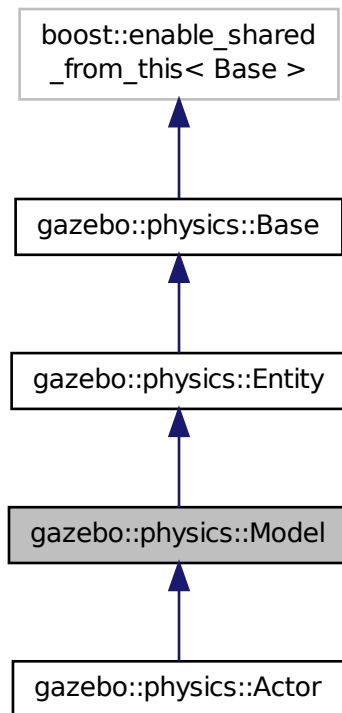 boost::enable_shared
_from_this< Base >
gazebo::physics::Base
gazebo::physics::Entity
gazebo::physics::Model
gazebo::physics::Actor